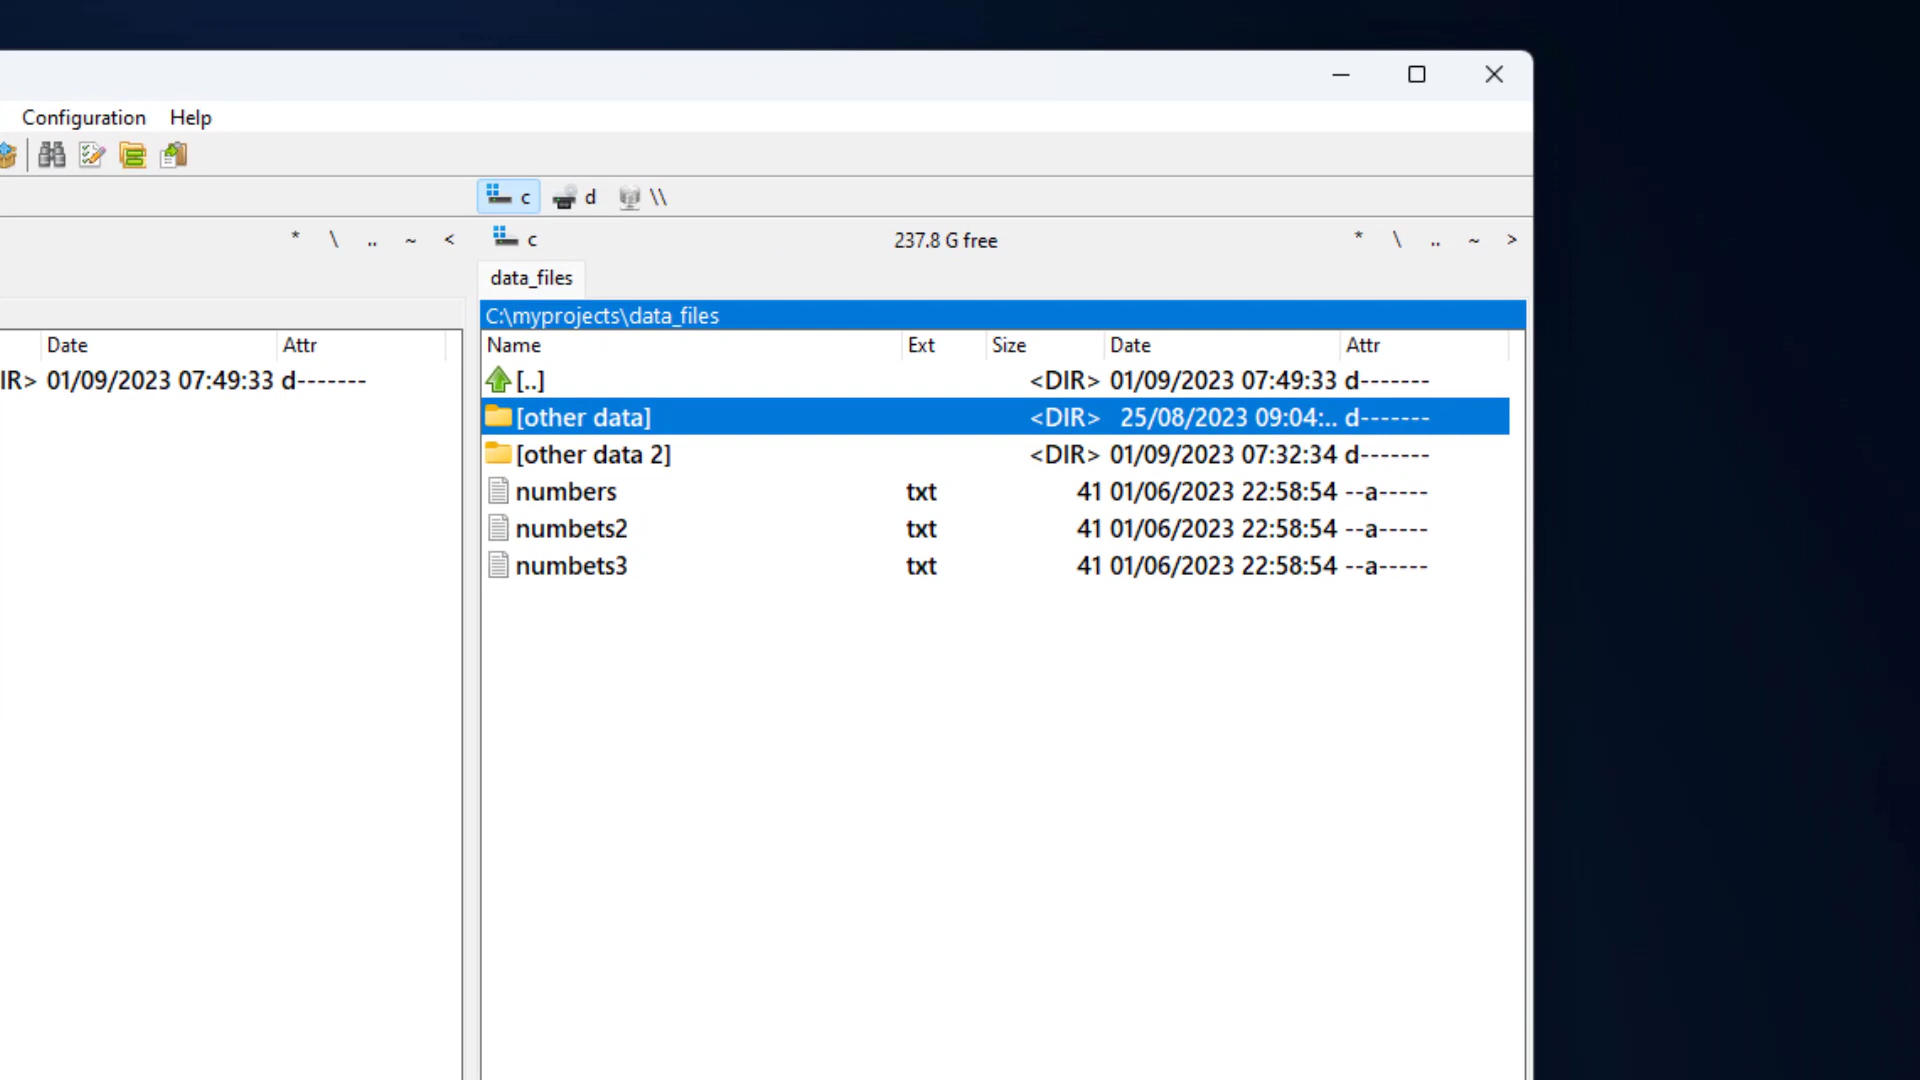 Configuration Help
c d \\
* \ .. ~ < c 237.8 G free * \ .. ~ >
data_files
C:\myprojects\data_files
Date Attr
IR> 01/09/2023 07:49:33 d-------
Name Ext Size Date Attr
[..] <DIR> 01/09/2023 07:49:33 d-------
[other data] <DIR> 25/08/2023 09:04:... d-------
[other data 2] <DIR> 01/09/2023 07:32:34 d-------
numbers txt 41 01/06/2023 22:58:54 --a-----
numbets2 txt 41 01/06/2023 22:58:54 --a-----
numbets3 txt 41 01/06/2023 22:58:54 --a-----